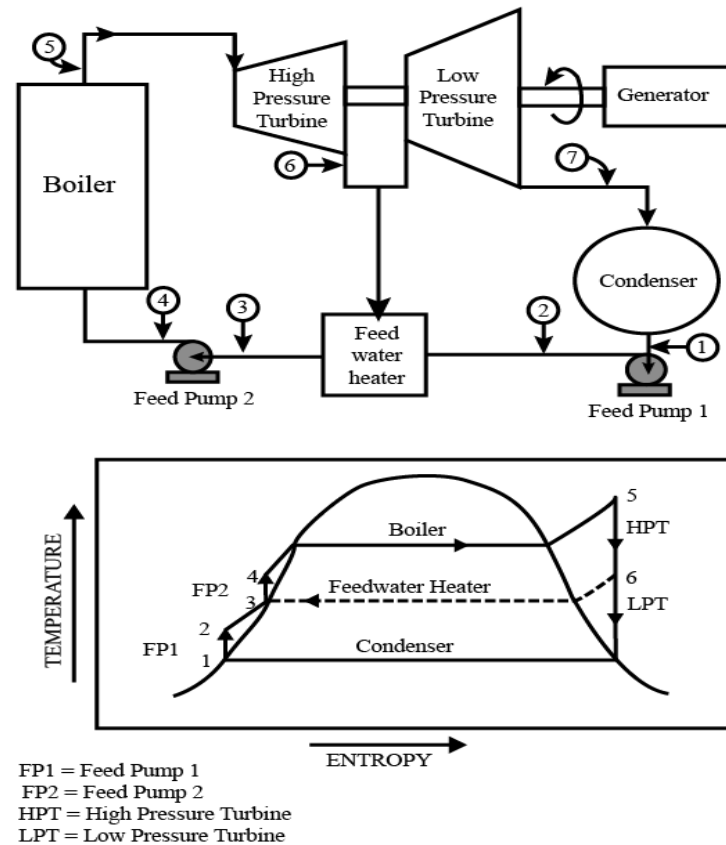 5
High
Pressure
Turbine
Low
Pressure
Turbine
Generator
Boiler
6
7
Condenser
4
3
Feed
water
heater
2
1
Feed Pump 2
Feed Pump 1
TEMPERATURE
5
Boiler
HPT
4
FP2
Feedwater Heater
6
3
LPT
2
FP1
Condenser
1
ENTROPY
FP1 = Feed Pump 1
FP2 = Feed Pump 2
HPT = High Pressure Turbine
LPT = Low Pressure Turbine